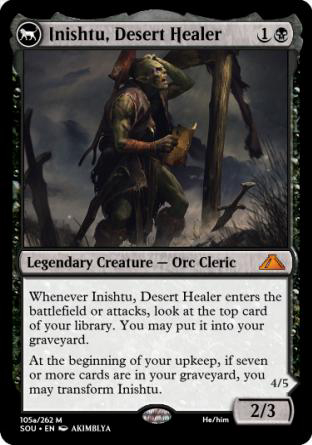 Inishtu, Desert Healer 1
Legendary Creature — Orc Cleric
Whenever Inishtu, Desert Healer enters the
battlefield or attacks, look at the top card
of your library. You may put it into your
graveyard.
At the beginning of your upkeep, if seven
or more cards are in your graveyard, you
may transform Inishtu.
4/5
2/3
105a/262 M
He/him
SOU • EN AKIMBLYA